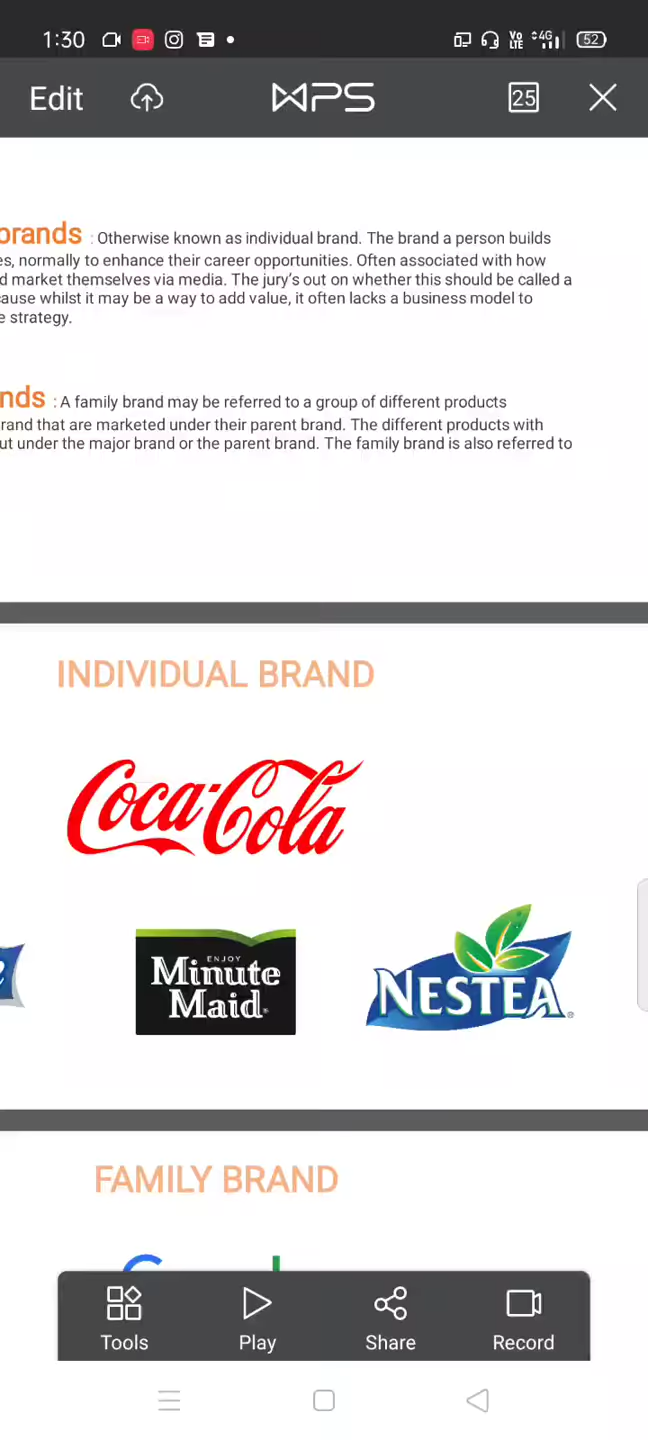 1:30
VO LTE 4G 52
Edit
WPS
25
brands : Otherwise known as individual brand. The brand a person builds
es, normally to enhance their career opportunities. Often associated with how
d market themselves via media. The jury's out on whether this should be called a
cause whilst it may be a way to add value, it often lacks a business model to
e strategy.
nds : A family brand may be referred to a group of different products
rand that are marketed under their parent brand. The different products with
ut under the major brand or the parent brand. The family brand is also referred to
INDIVIDUAL BRAND
Coca-Cola
ENJOY
Minute
Maid
NESTEA
FAMILY BRAND
Tools Play Share Record